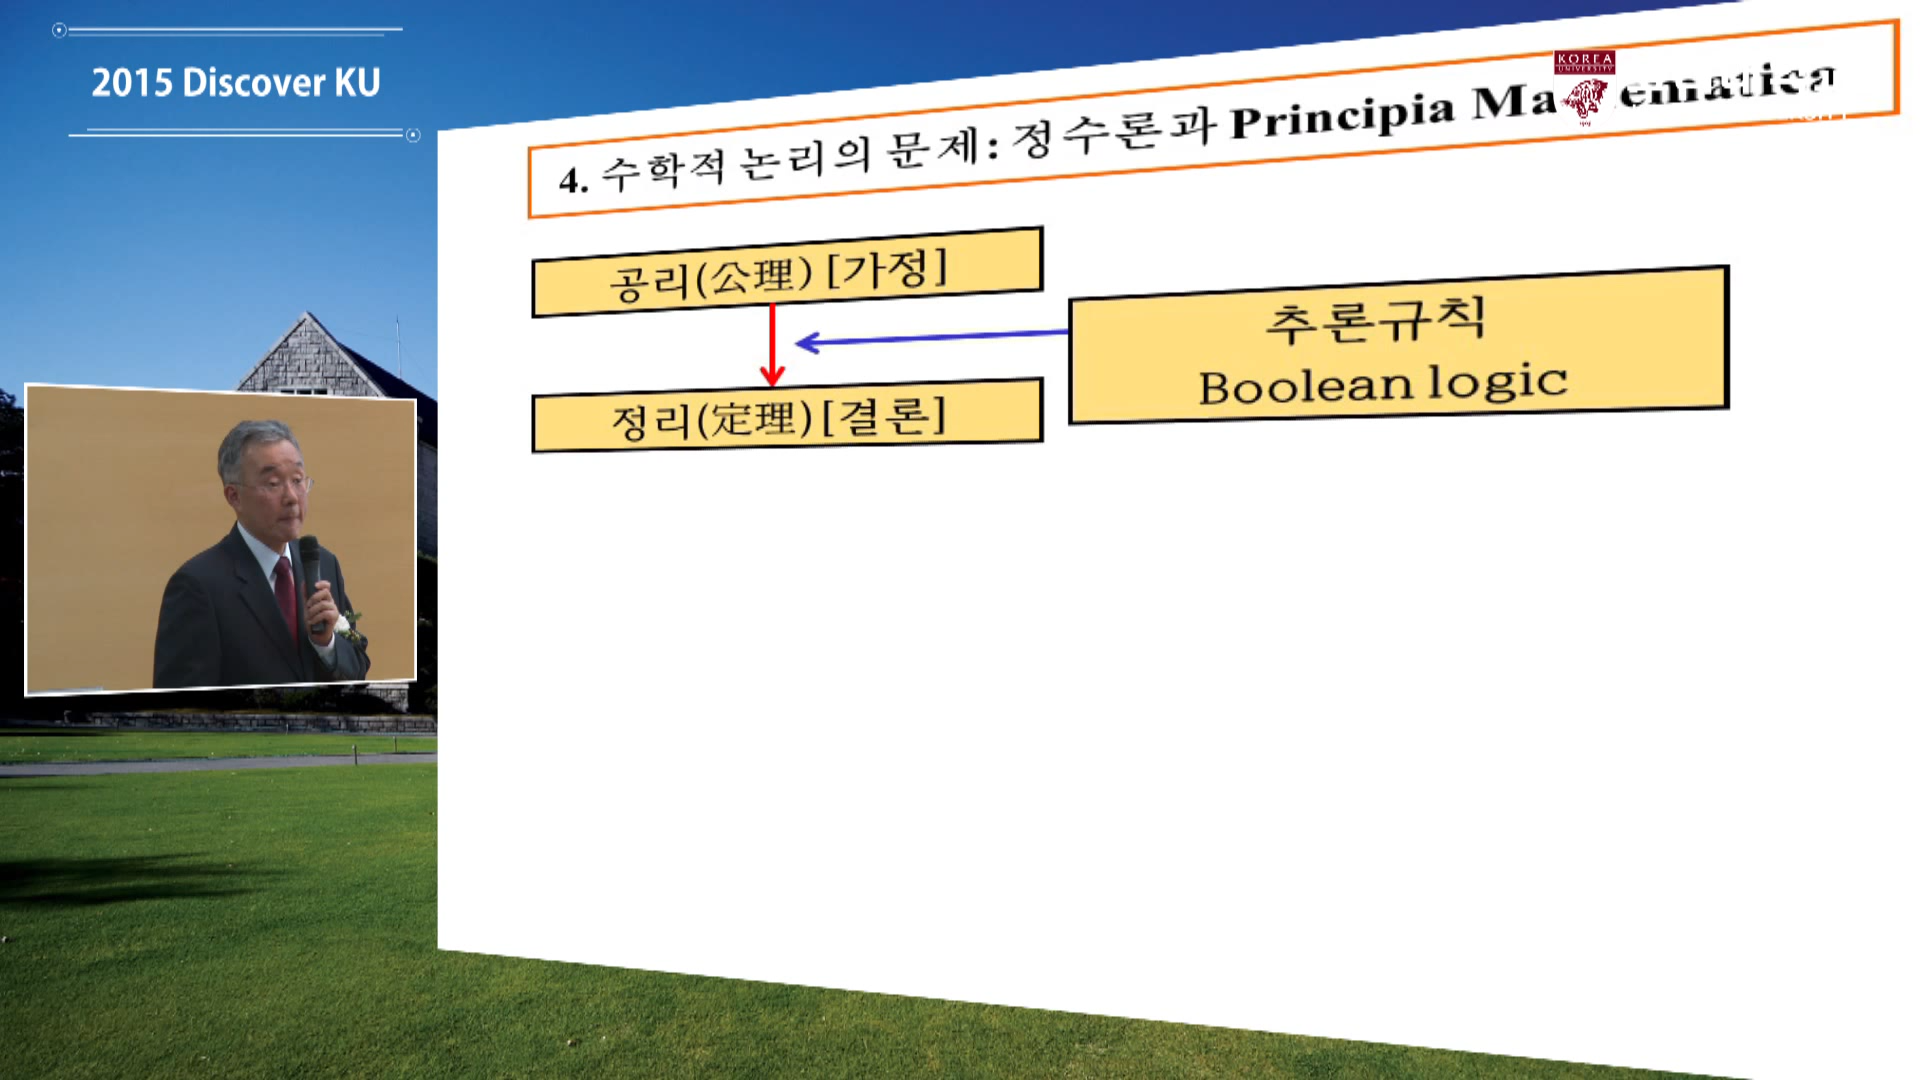 2015 Discover KU
KOREA
UNIVERSITY
4. 수학적 논리의 문제: 정수론과 Principia
공리(公理) [가정]
추론규칙
Boolean logic
정리(定理) [결론]